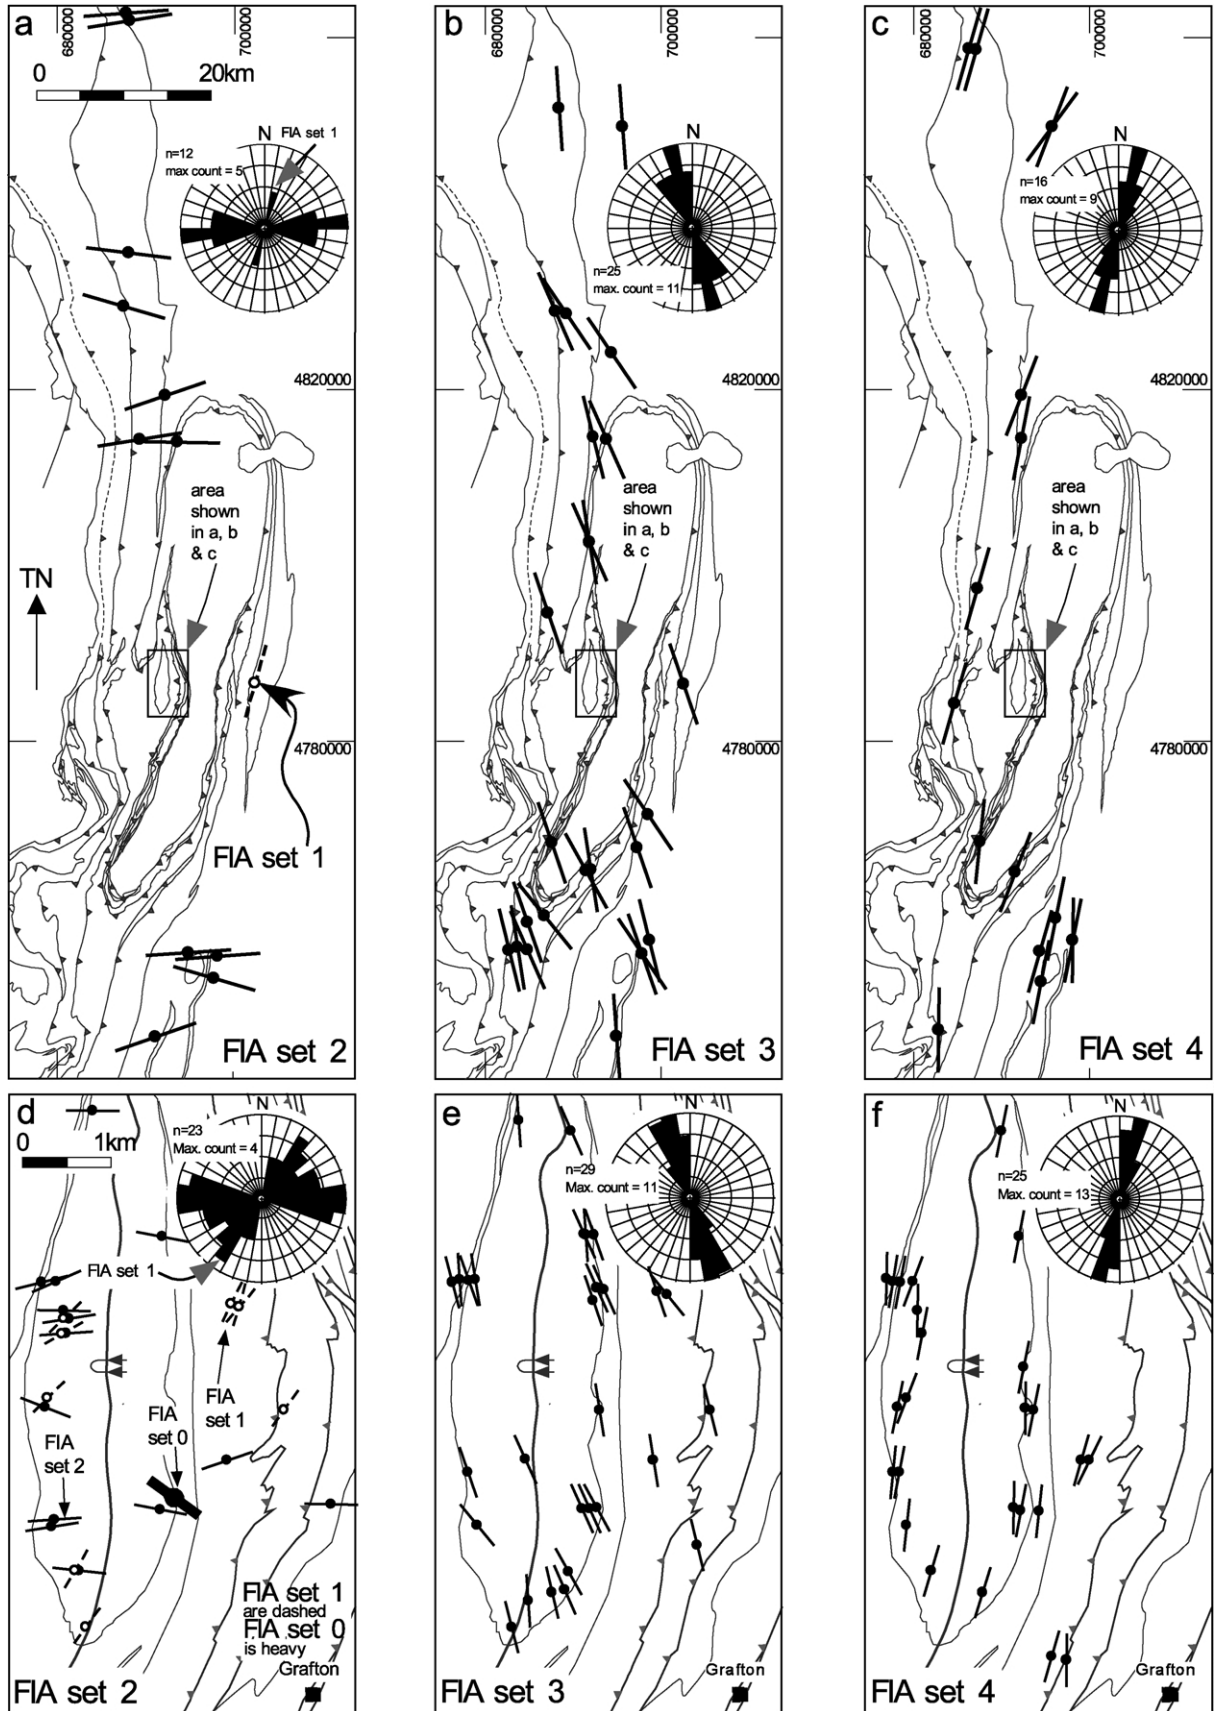 a
680000
700000
0 20km
N
FIA set 1
n=12
max count = 5
4820000
area
shown
in a, b
& c
TN
4780000
FIA set 1
FIA set 2
b
680000
700000
N
n=25
max. count = 11
4820000
area
shown
in a, b
& c
4780000
FIA set 3
c
680000
700000
N
n=16
max count = 9
4820000
area
shown
in a, b
& c
4780000
FIA set 4
d
0 1km
N
n=23
Max. count = 4
FIA set 1
FIA
set 1
FIA
set 0
FIA
set 2
FIA set 1
are dashed
FIA set 0
is heavy
Grafton
FIA set 2
e
N
n=29
Max. count = 11
Grafton
FIA set 3
f
N
n=25
Max. count = 13
Grafton
FIA set 4